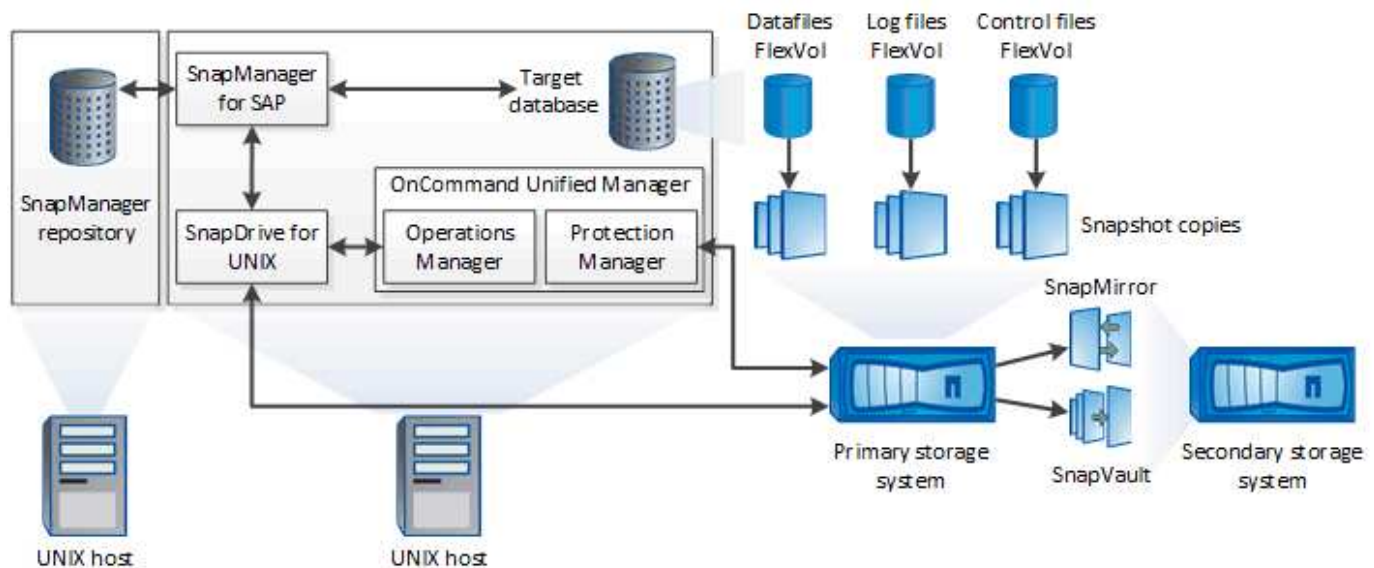 Datafiles
FlexVol
Log files
FlexVol
Control files
FlexVol
SnapManager
for SAP
Target
database
SnapManager
repository
OnCommand Unified Manager
SnapDrive for
UNIX
Operations
Manager
Protection
Manager
Snapshot copies
SnapMirror
Primary storage
system
SnapVault
Secondary storage
system
UNIX host
UNIX host